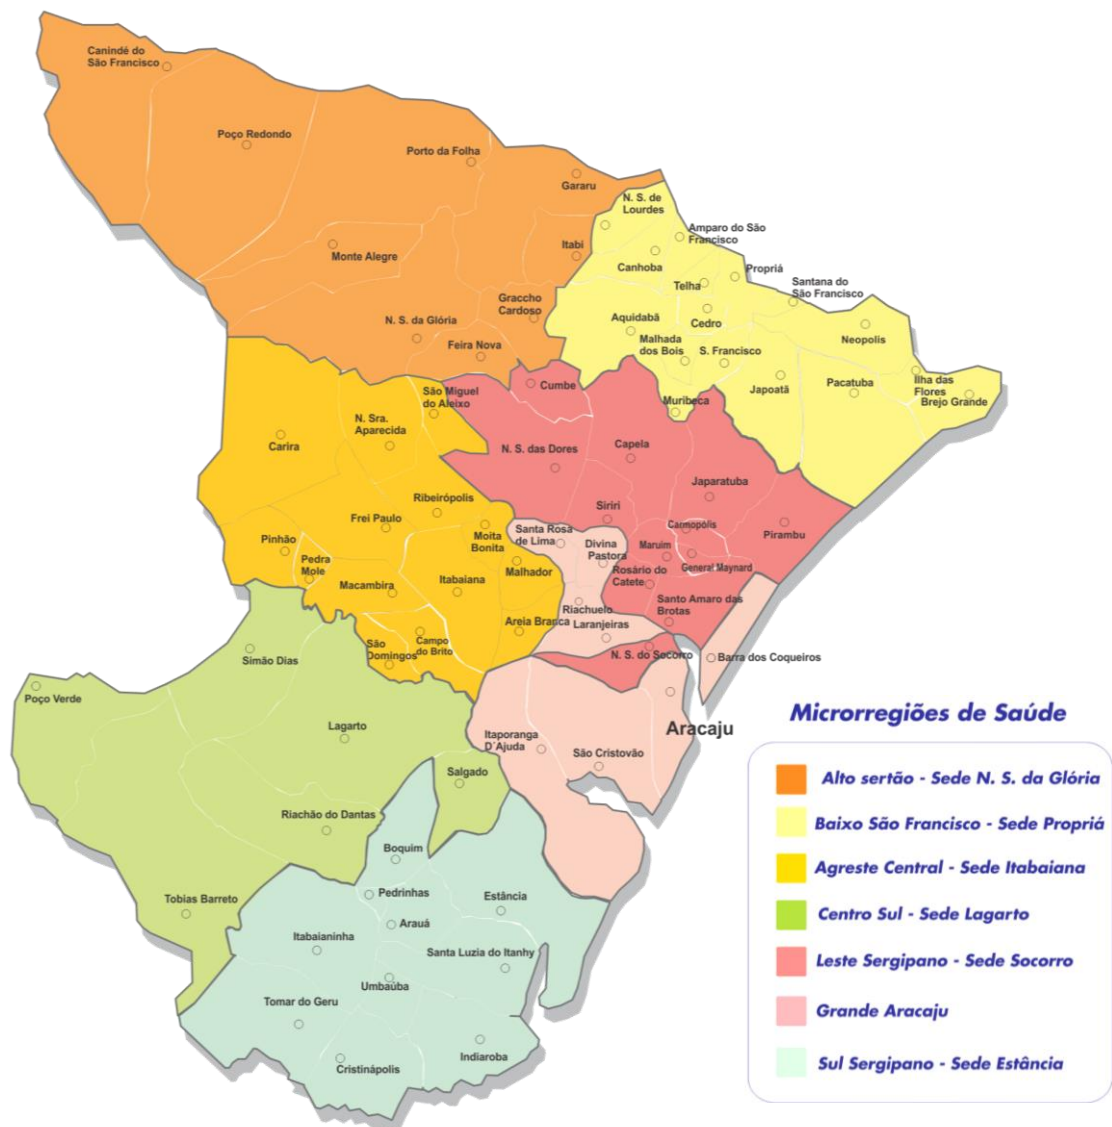 Canindé do
São Francisco
Poço Redondo
Porto da Folha
Gararu
N. S. de
Lourdes
Amparo do São
Francisco
Itabi
Monte Alegre
Canhoba
Propriá
Telha
Santana do
São Francisco
Graccho
Cardoso
N. S. da Glória
Aquidabã
Cedro
Neopolis
Feira Nova
Malhada
dos Bois
S. Francisco
Cumbe
Japoatã
Pacatuba
Ilha das
Flores
Brejo Grande
São Miguel
do Aleixo
Muribeca
N. Sra.
Aparecida
Carira
N. S. das Dores
Capela
Japaratuba
Ribeirópolis
Siriri
Frei Paulo
Moita
Bonita
Santa Rosa
de Lima
Divina
Pastora
Carmopólis
Pirambu
Maruim
General Maynard
Pinhão
Pedra
Mole
Macambira
Itabaiana
Malhador
Rosário do
Catete
Riachuelo
Santo Amaro das
Brotas
Areia Branca
Laranjeiras
São
Domingos
Campo
do Brito
Simão Dias
N. S. do Socorro
Barra dos Coqueiros
Poço Verde
Lagarto
Itaporanga
D´Ajuda
São Cristovão
Aracaju
Salgado
Riachão do Dantas
Boquim
Pedrinhas
Estância
Tobias Barreto
Arauá
Itabaianinha
Santa Luzia do Itanhy
Umbaúba
Tomar do Geru
Indiaroba
Cristinápolis
Microrregiões de Saúde
Alto sertão - Sede N. S. da Glória
Baixo São Francisco - Sede Propriá
Agreste Central - Sede Itabaiana
Centro Sul - Sede Lagarto
Leste Sergipano - Sede Socorro
Grande Aracaju
Sul Sergipano - Sede Estância